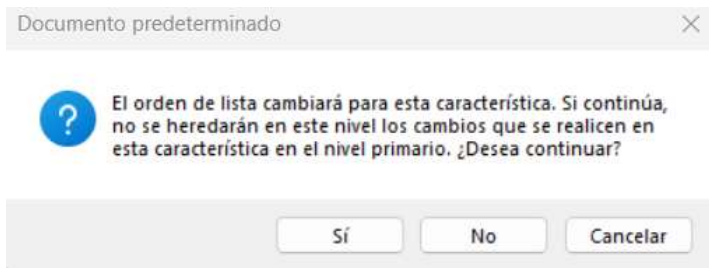 Documento predeterminado
El orden de lista cambiará para esta característica. Si continúa,
no se heredarán en este nivel los cambios que se realicen en
esta característica en el nivel primario. ¿Desea continuar?
Sí No Cancelar